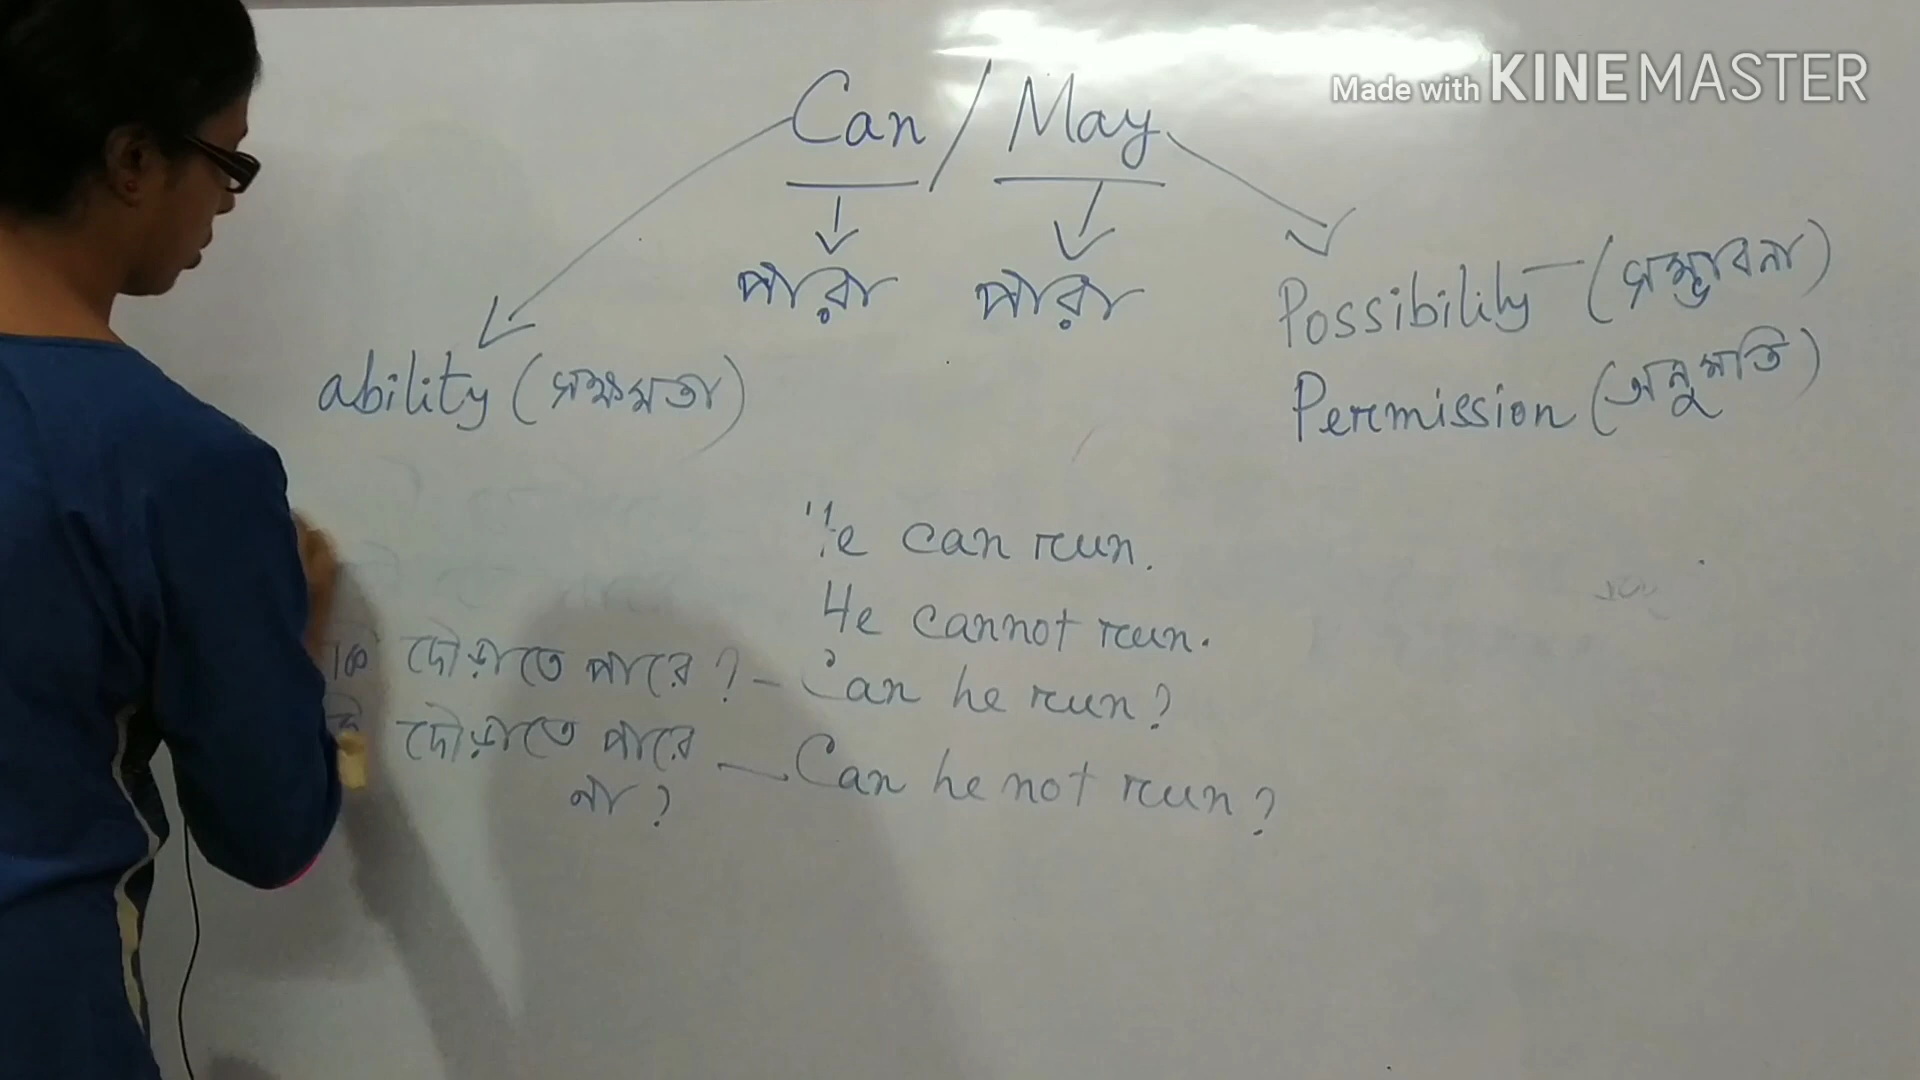 Made with KINEMASTER
Can / May
পারা পারা
Possibility – (সম্ভাবনা)
ability (সক্ষমতা)
Permission (অনুমতি)
He can run.
He cannot run.
দৌড়াতে পারে? – Can he run?
দৌড়াতে পারে – Can he not run?
না?